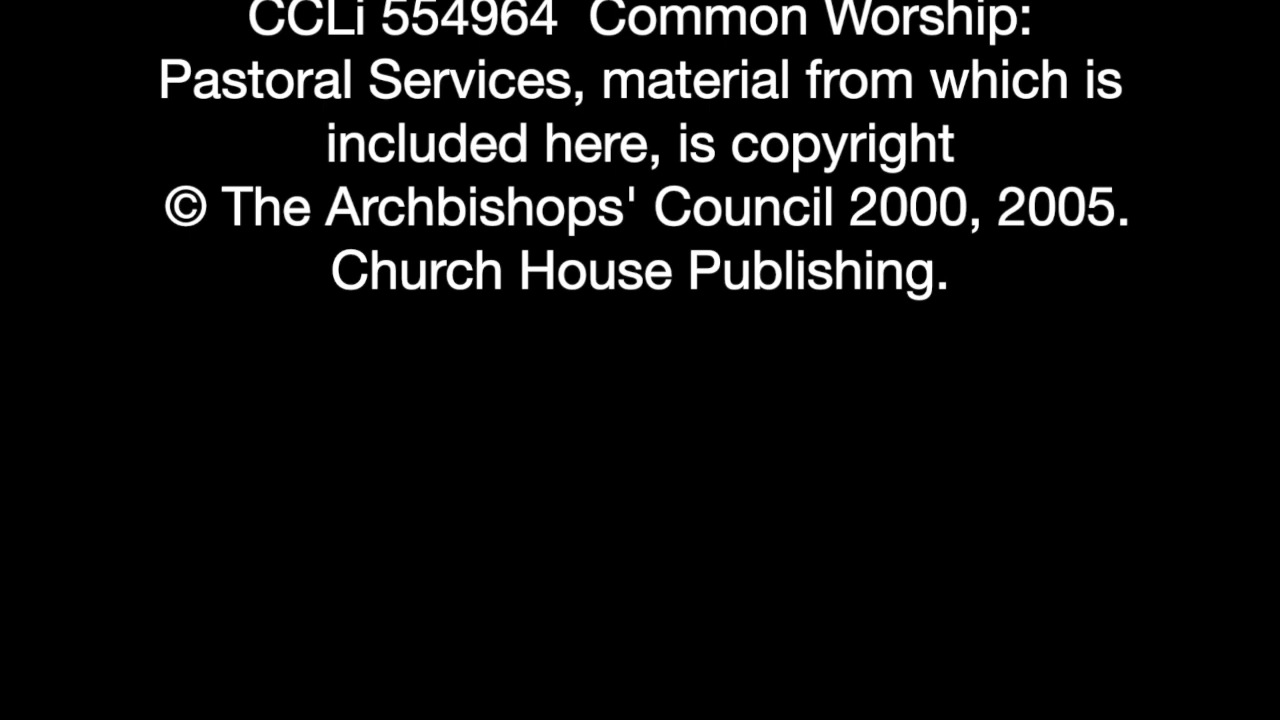 CCLi 554964  Common Worship:
Pastoral Services, material from which is
included here, is copyright
© The Archbishops' Council 2000, 2005.
Church House Publishing.